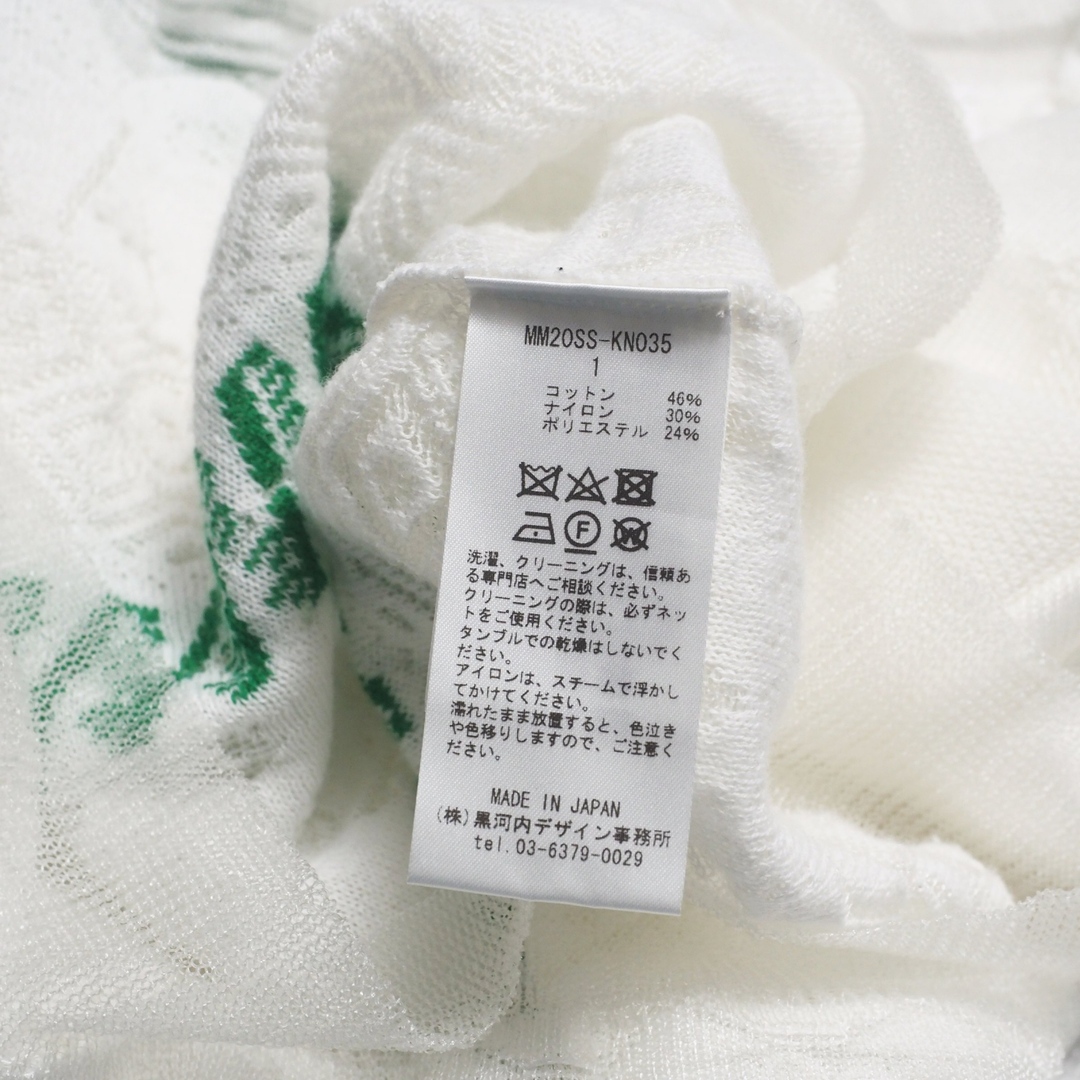 MM20SS-KN035
1
コットン 46%
ナイロン 30%
ポリエステル 24%
F
W
洗濯、クリーニングは、信頼あ
る専門店へご相談ください。
クリーニングの際は、必ずネッ
トをご使用ください。
タンブルでの乾燥はしないでく
ださい。
アイロンは、スチームで浮かし
てかけてください。
濡れたまま放置すると、色泣き
や色移りしますので、ご注意く
ださい。
MADE IN JAPAN
(株)黒河内デザイン事務所
tel.03-6379-0029